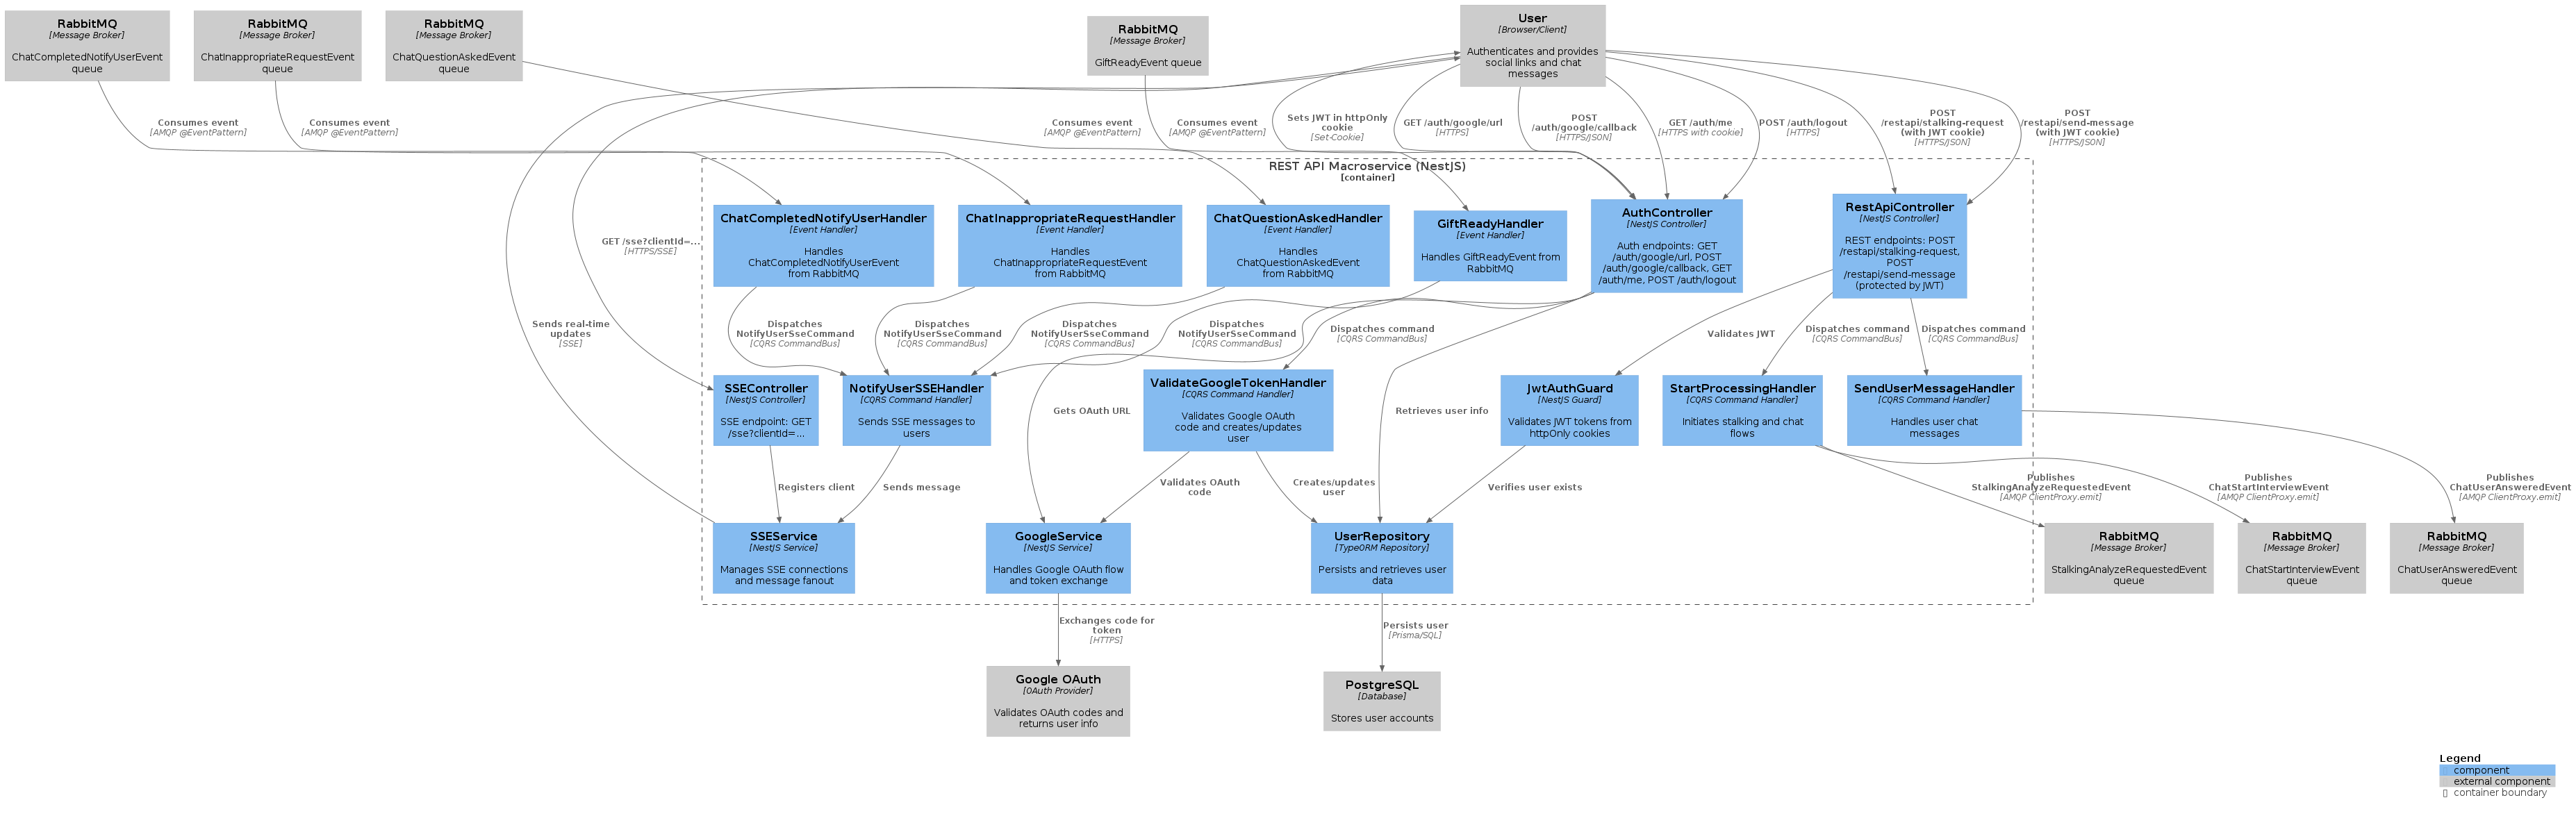 RabbitMQ
[Message Broker]
ChatCompletedNotifyUserEvent
queue
RabbitMQ
[Message Broker]
ChatInappropriateRequestEvent
queue
RabbitMQ
[Message Broker]
ChatQuestionAskedEvent
queue
RabbitMQ
[Message Broker]
GiftReadyEvent queue
User
[Browser/Client]
Authenticates and provides
social links and chat
messages
Consumes event
[AMQP @EventPattern]
Consumes event
[AMQP @EventPattern]
Consumes event
[AMQP @EventPattern]
Consumes event
[AMQP @EventPattern]
Sets JWT in httpOnly
cookie
[Set-Cookie]
GET /auth/google/url
[HTTPS]
POST
/auth/google/callback
[HTTPS/JSON]
GET /auth/me
[HTTPS with cookie]
POST /auth/logout
[HTTPS]
POST
/restapi/stalking-request
(with JWT cookie)
[HTTPS/JSON]
POST
/restapi/send-message
(with JWT cookie)
[HTTPS/JSON]
REST API Macroservice (NestJS)
[container]
ChatCompletedNotifyUserHandler
[Event Handler]
Handles
ChatCompletedNotifyUserEvent
from RabbitMQ
ChatInappropriateRequestHandler
[Event Handler]
Handles
ChatInappropriateRequestEvent
from RabbitMQ
ChatQuestionAskedHandler
[Event Handler]
Handles
ChatQuestionAskedEvent
from RabbitMQ
GiftReadyHandler
[Event Handler]
Handles GiftReadyEvent from
RabbitMQ
AuthController
[NestJS Controller]
Auth endpoints: GET
/auth/google/url, POST
/auth/google/callback, GET
/auth/me, POST /auth/logout
RestApiController
[NestJS Controller]
REST endpoints: POST
/restapi/stalking-request,
POST
/restapi/send-message
(protected by JWT)
GET /sse?clientId=...
[HTTPS/SSE]
Sends real-time
updates
[SSE]
Dispatches
NotifyUserSseCommand
[CQRS CommandBus]
Dispatches
NotifyUserSseCommand
[CQRS CommandBus]
Dispatches
NotifyUserSseCommand
[CQRS CommandBus]
Dispatches
NotifyUserSseCommand
[CQRS CommandBus]
Dispatches command
[CQRS CommandBus]
Validates JWT
Dispatches command
[CQRS CommandBus]
Dispatches command
[CQRS CommandBus]
SSEController
[NestJS Controller]
SSE endpoint: GET
/sse?clientId=...
NotifyUserSSEHandler
[CQRS Command Handler]
Sends SSE messages to
users
Gets OAuth URL
ValidateGoogleTokenHandler
[CQRS Command Handler]
Validates Google OAuth
code and creates/updates
user
Retrieves user info
JwtAuthGuard
[NestJS Guard]
Validates JWT tokens from
httpOnly cookies
StartProcessingHandler
[CQRS Command Handler]
Initiates stalking and chat
flows
SendUserMessageHandler
[CQRS Command Handler]
Handles user chat
messages
Registers client
Sends message
Validates OAuth
code
Creates/updates
user
Verifies user exists
Publishes
StalkingAnalyzeRequestedEvent
[AMQP ClientProxy.emit]
Publishes
ChatStartInterviewEvent
[AMQP ClientProxy.emit]
Publishes
ChatUserAnsweredEvent
[AMQP ClientProxy.emit]
SSEService
[NestJS Service]
Manages SSE connections
and message fanout
GoogleService
[NestJS Service]
Handles Google OAuth flow
and token exchange
UserRepository
[TypeORM Repository]
Persists and retrieves user
data
RabbitMQ
[Message Broker]
StalkingAnalyzeRequestedEvent
queue
RabbitMQ
[Message Broker]
ChatStartInterviewEvent
queue
RabbitMQ
[Message Broker]
ChatUserAnsweredEvent
queue
Exchanges code for
token
[HTTPS]
Persists user
[Prisma/SQL]
Google OAuth
[OAuth Provider]
Validates OAuth codes and
returns user info
PostgreSQL
[Database]
Stores user accounts
Legend
component
external component
container boundary